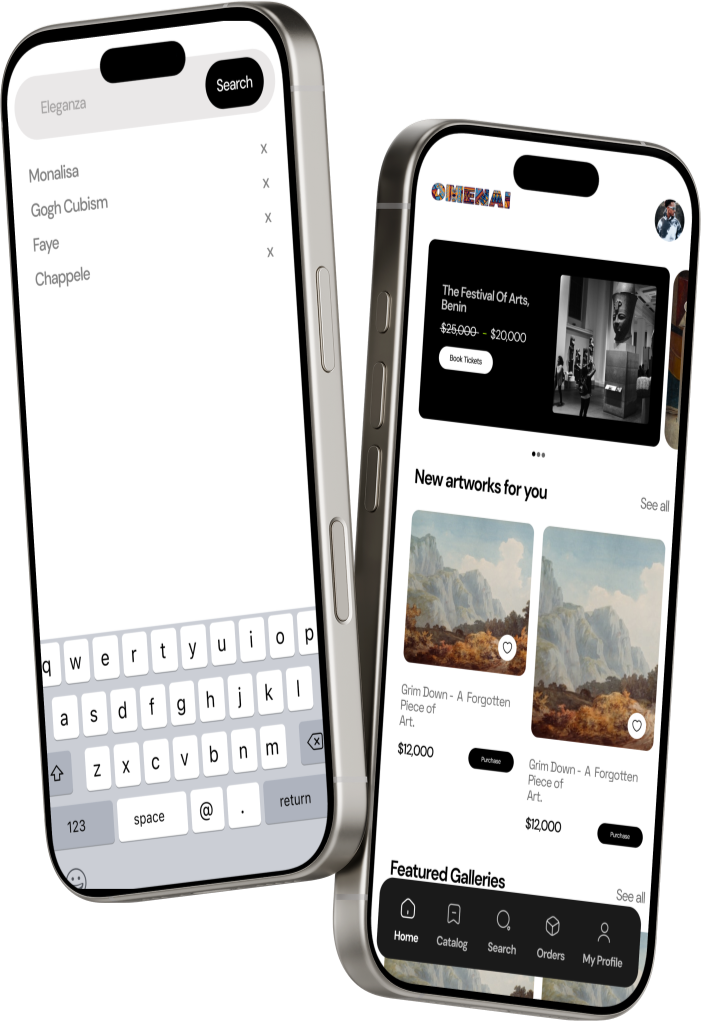 Eleganza
Search
Monalisa
x
Gogh Cubism
x
Faye
x
Chappele
x
q w e r t y u i o p
a s d f g h j k l
z x c v b n m
123
space
@
.
return
OMENAI
The Festival Of Arts,
Benin
$25,000 - $20,000
Book Tickets
New artworks for you
See all
Grim Down - A Forgotten
Piece of
Art.
$12,000
Purchase
Grim Down - A Forgotten
Piece of
Art.
$12,000
Purchase
Featured Galleries
See all
Home
Catalog
Search
Orders
My Profile